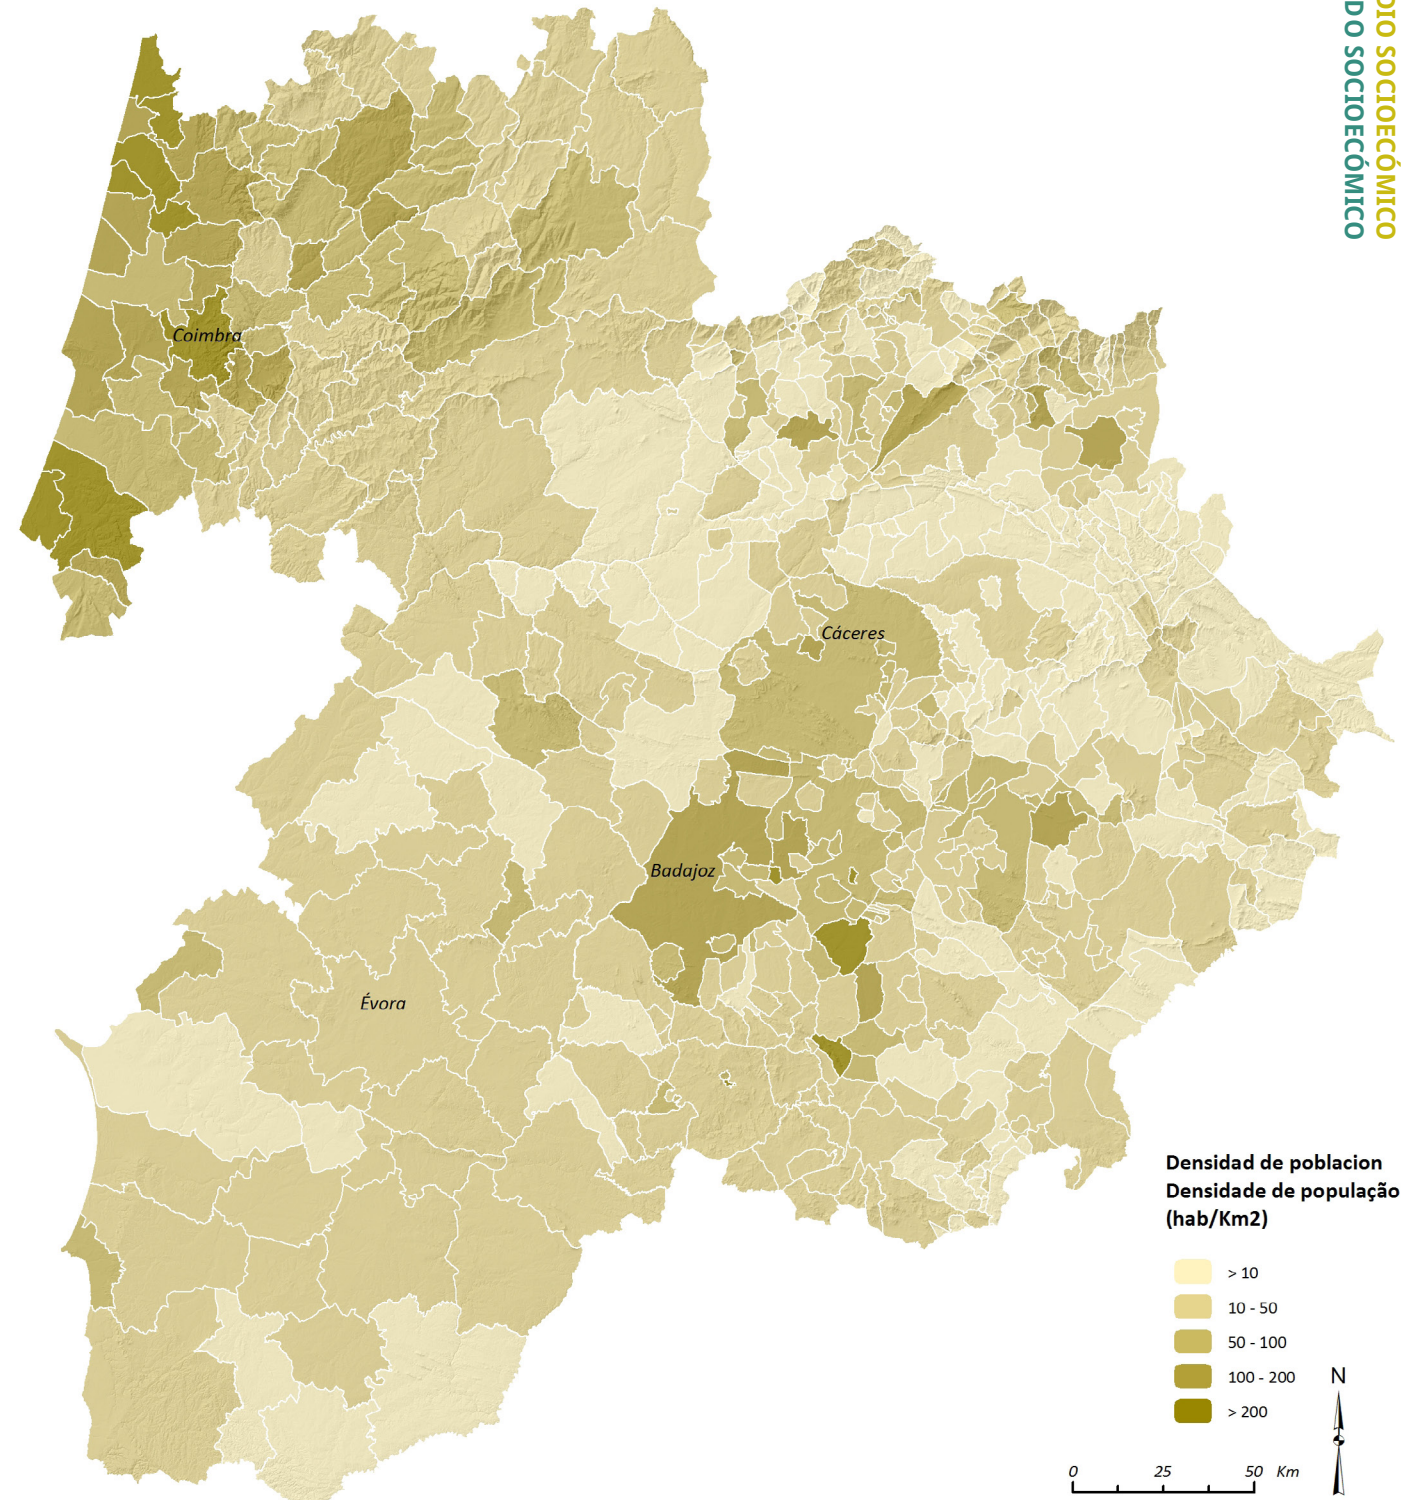 DIO SOCIOECÓMICO
DO SOCIOECÓMICO
Coimbra
Cáceres
Badajoz
Évora
Densidad de poblacion
Densidade de população
(hab/Km2)
> 10
10 - 50
50 - 100
100 - 200
> 200
N
0 25 50 Km